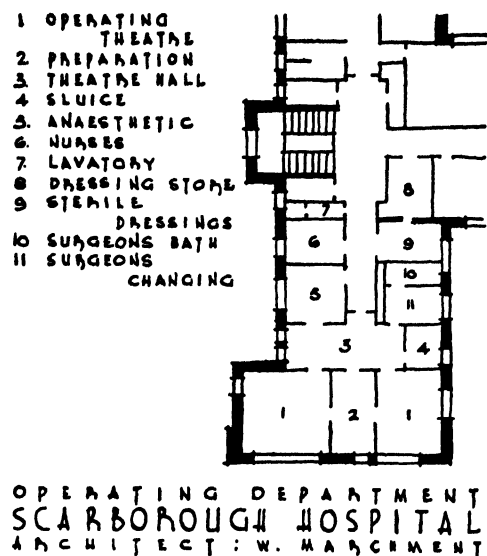 1 OPERATING
THEATRE
2 PREPARATION
3 THEATRE HALL
4 SLUICE
5. ANAESTHETIC
6. NURSES
7. LAVATORY
8 DRESSING STORE
9 STERILE
DRESSINGS
10 SURGEONS BATH
11 SURGEONS
CHANGING
8
7
6
9
10
5
11
3
4
1
2
1
OPERATING DEPARTMENT
SCARBOROUGH HOSPITAL
ARCHITECT : W. MARCHMENT